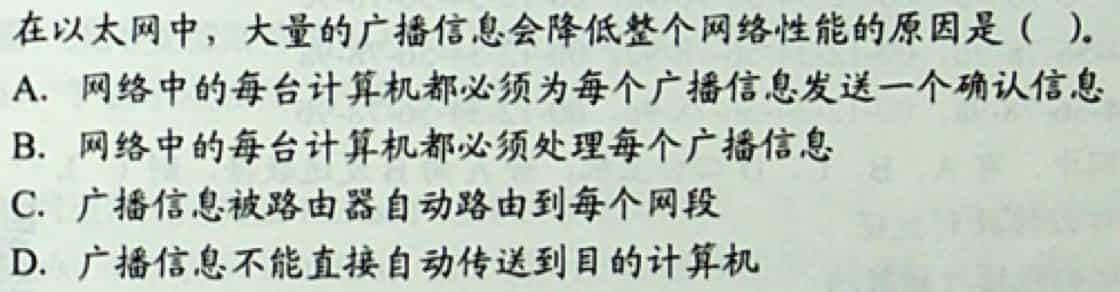 在以太网中，大量的广播信息会降低整个网络性能的原因是（ ）。
A. 网络中的每台计算机都必须为每个广播信息发送一个确认信息
B. 网络中的每台计算机都必须处理每个广播信息
C. 广播信息被路由器自动路由到每个网段
D. 广播信息不能直接自动传送到目的计算机